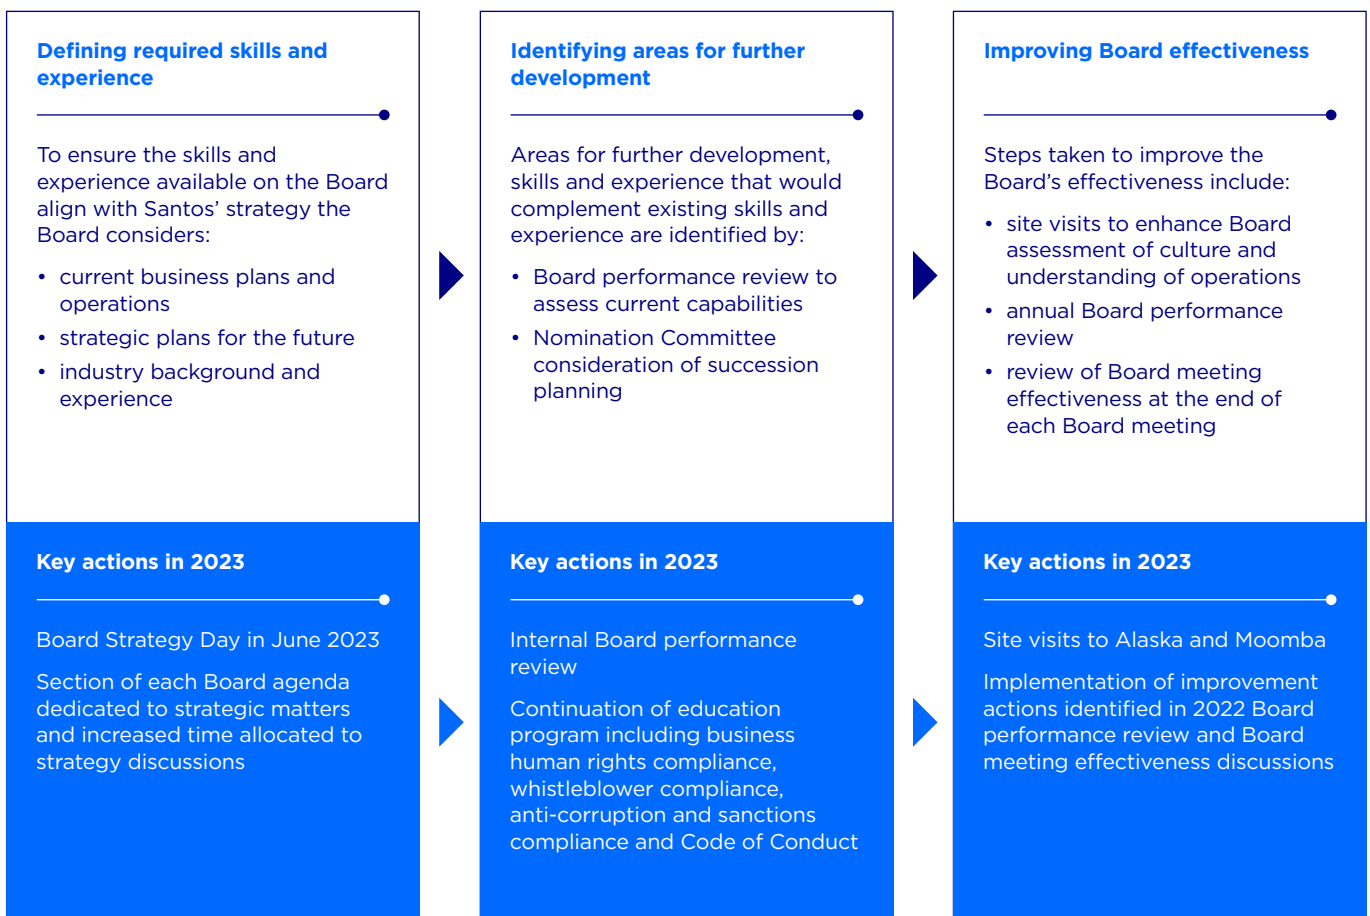 Defining required skills and
experience
To ensure the skills and
experience available on the Board
align with Santos’ strategy the
Board considers:
• current business plans and
operations
• strategic plans for the future
• industry background and
experience
Key actions in 2023
Board Strategy Day in June 2023
Section of each Board agenda
dedicated to strategic matters
and increased time allocated to
strategy discussions
Identifying areas for further
development
Areas for further development,
skills and experience that would
complement existing skills and
experience are identified by:
• Board performance review to
assess current capabilities
• Nomination Committee
consideration of succession
planning
Key actions in 2023
Internal Board performance
review
Continuation of education
program including business
human rights compliance,
whistleblower compliance,
anti-corruption and sanctions
compliance and Code of Conduct
Improving Board effectiveness
Steps taken to improve the
Board’s effectiveness include:
• site visits to enhance Board
assessment of culture and
understanding of operations
• annual Board performance
review
• review of Board meeting
effectiveness at the end of
each Board meeting
Key actions in 2023
Site visits to Alaska and Moomba
Implementation of improvement
actions identified in 2022 Board
performance review and Board
meeting effectiveness discussions